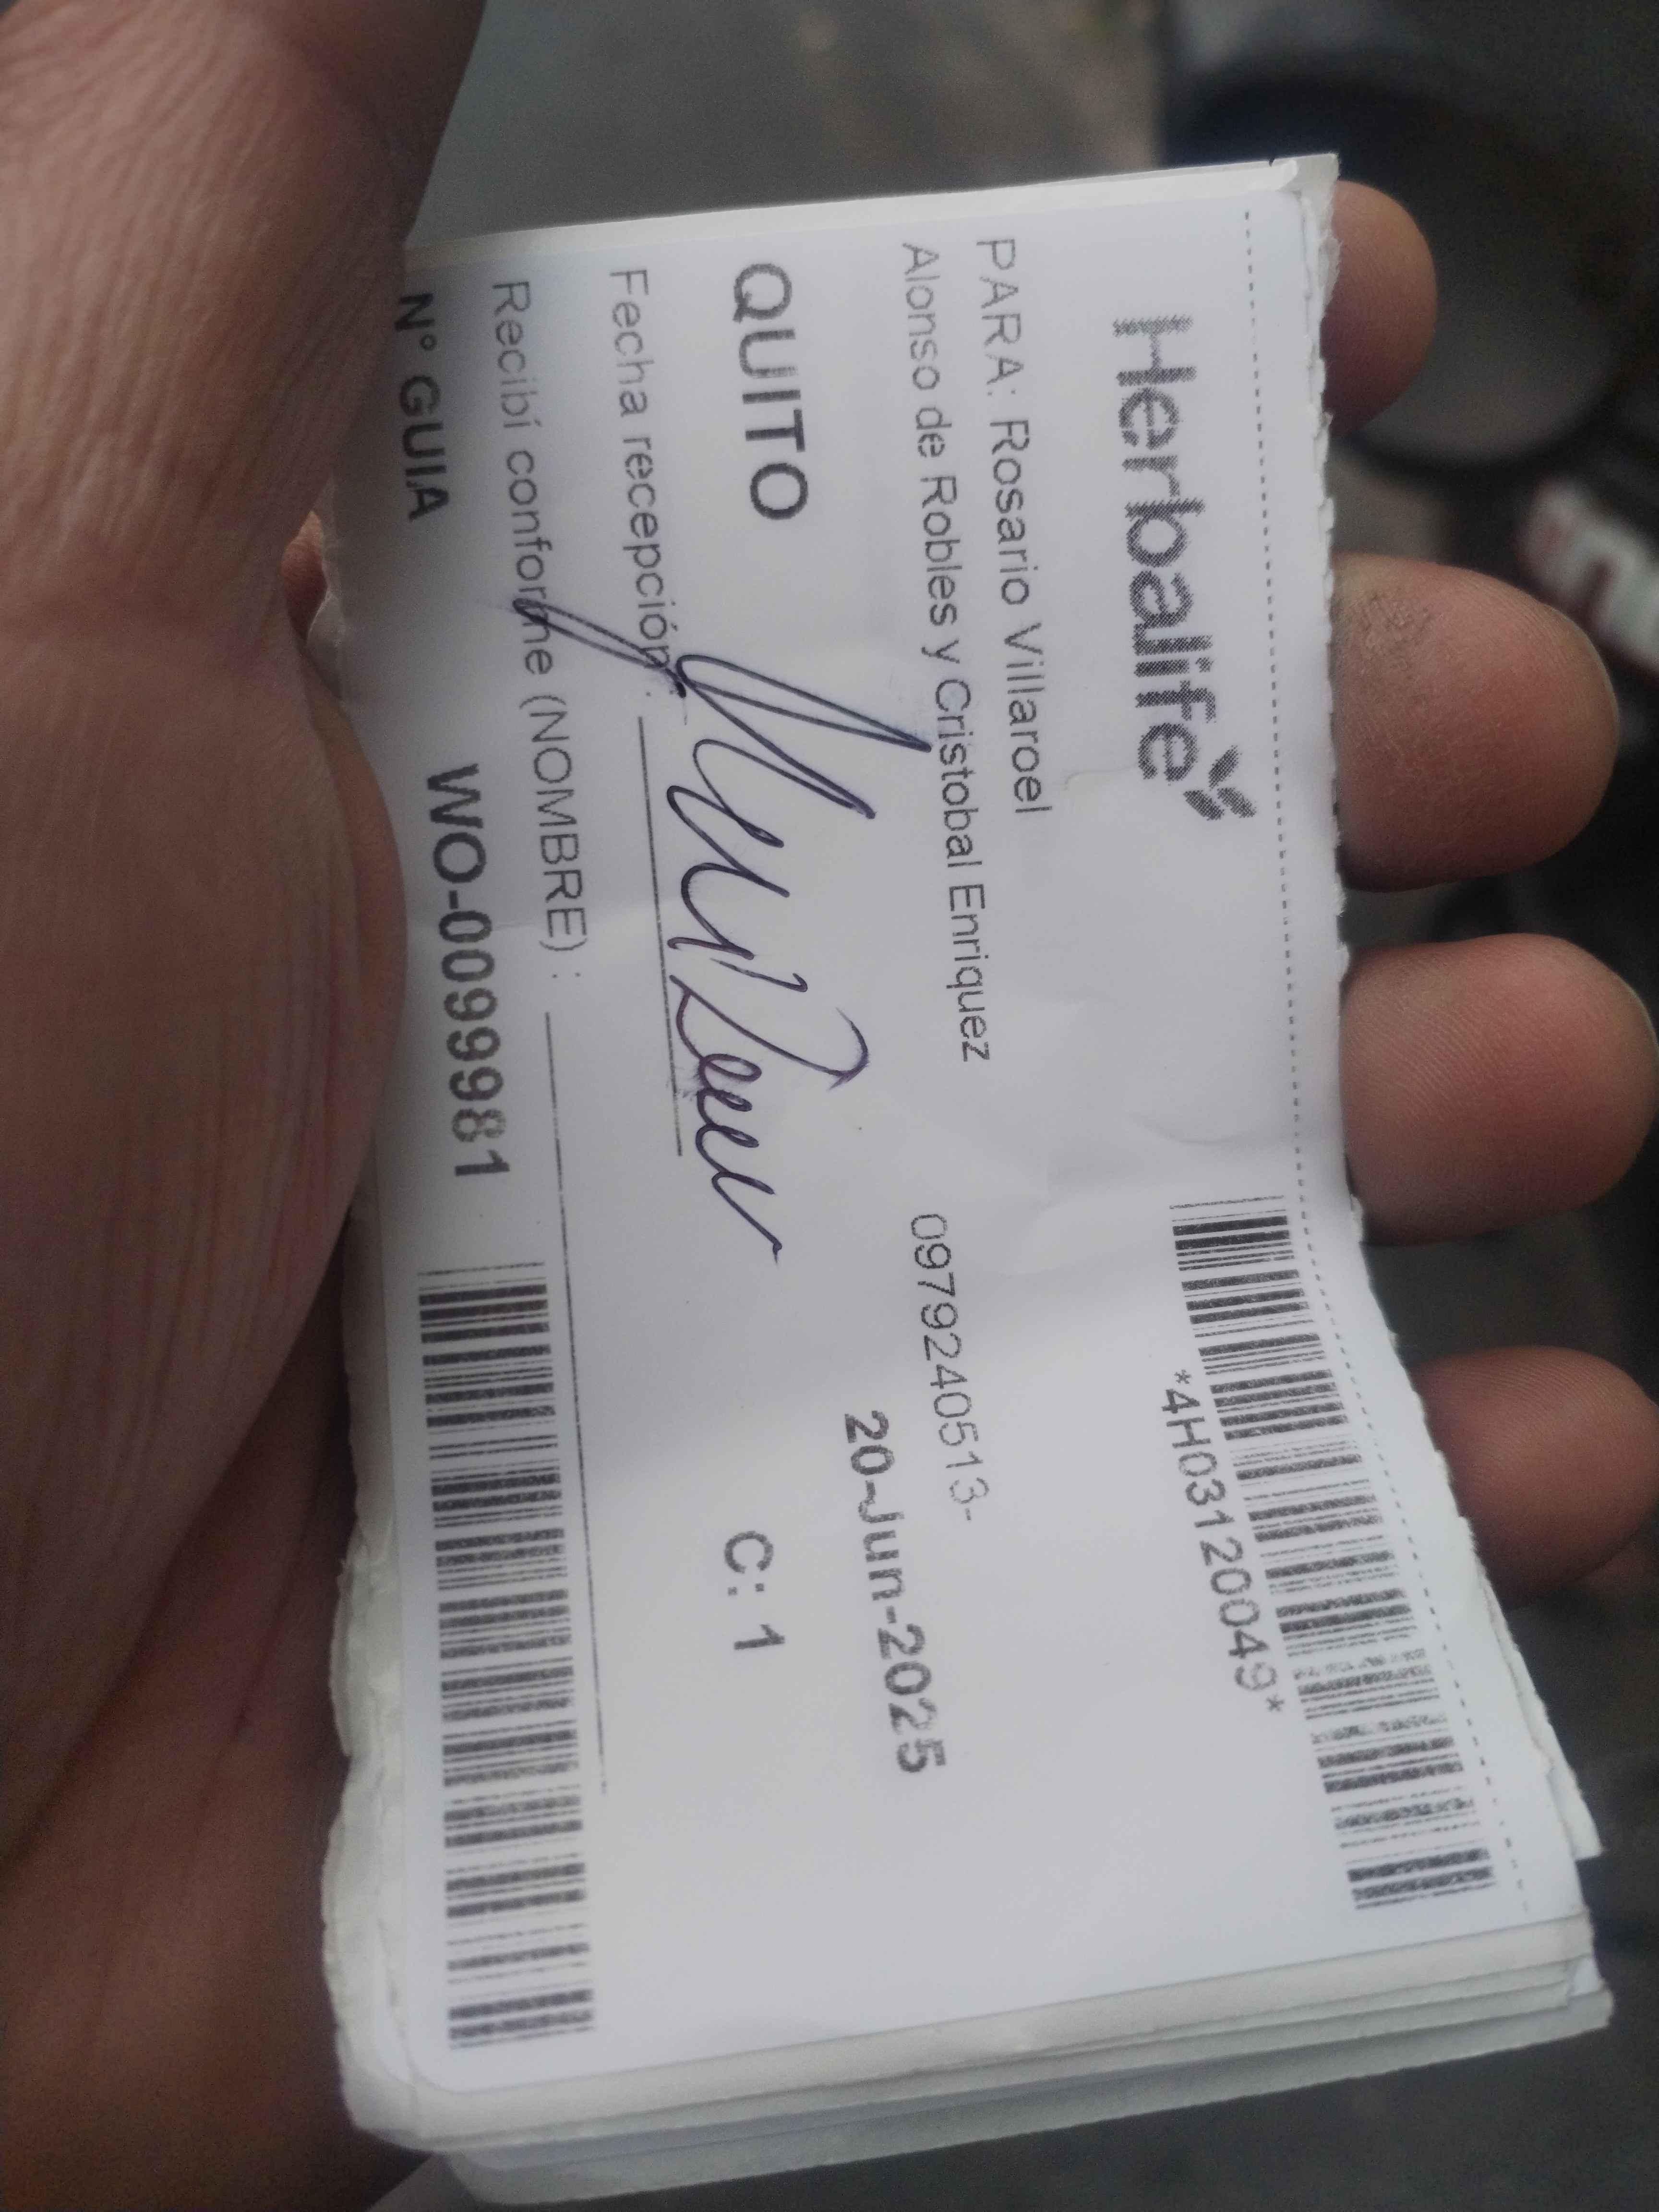 Herbalife
*4H03120049*
PARA: Rosario Villaroel
Alonso de Robles y Cristobal Enriquez
0979240513-
20-Jun-2025
QUITO
C: 1
Fecha recepción:
Recibí conforme (NOMBRE) :
N° GUIA WO-0099981